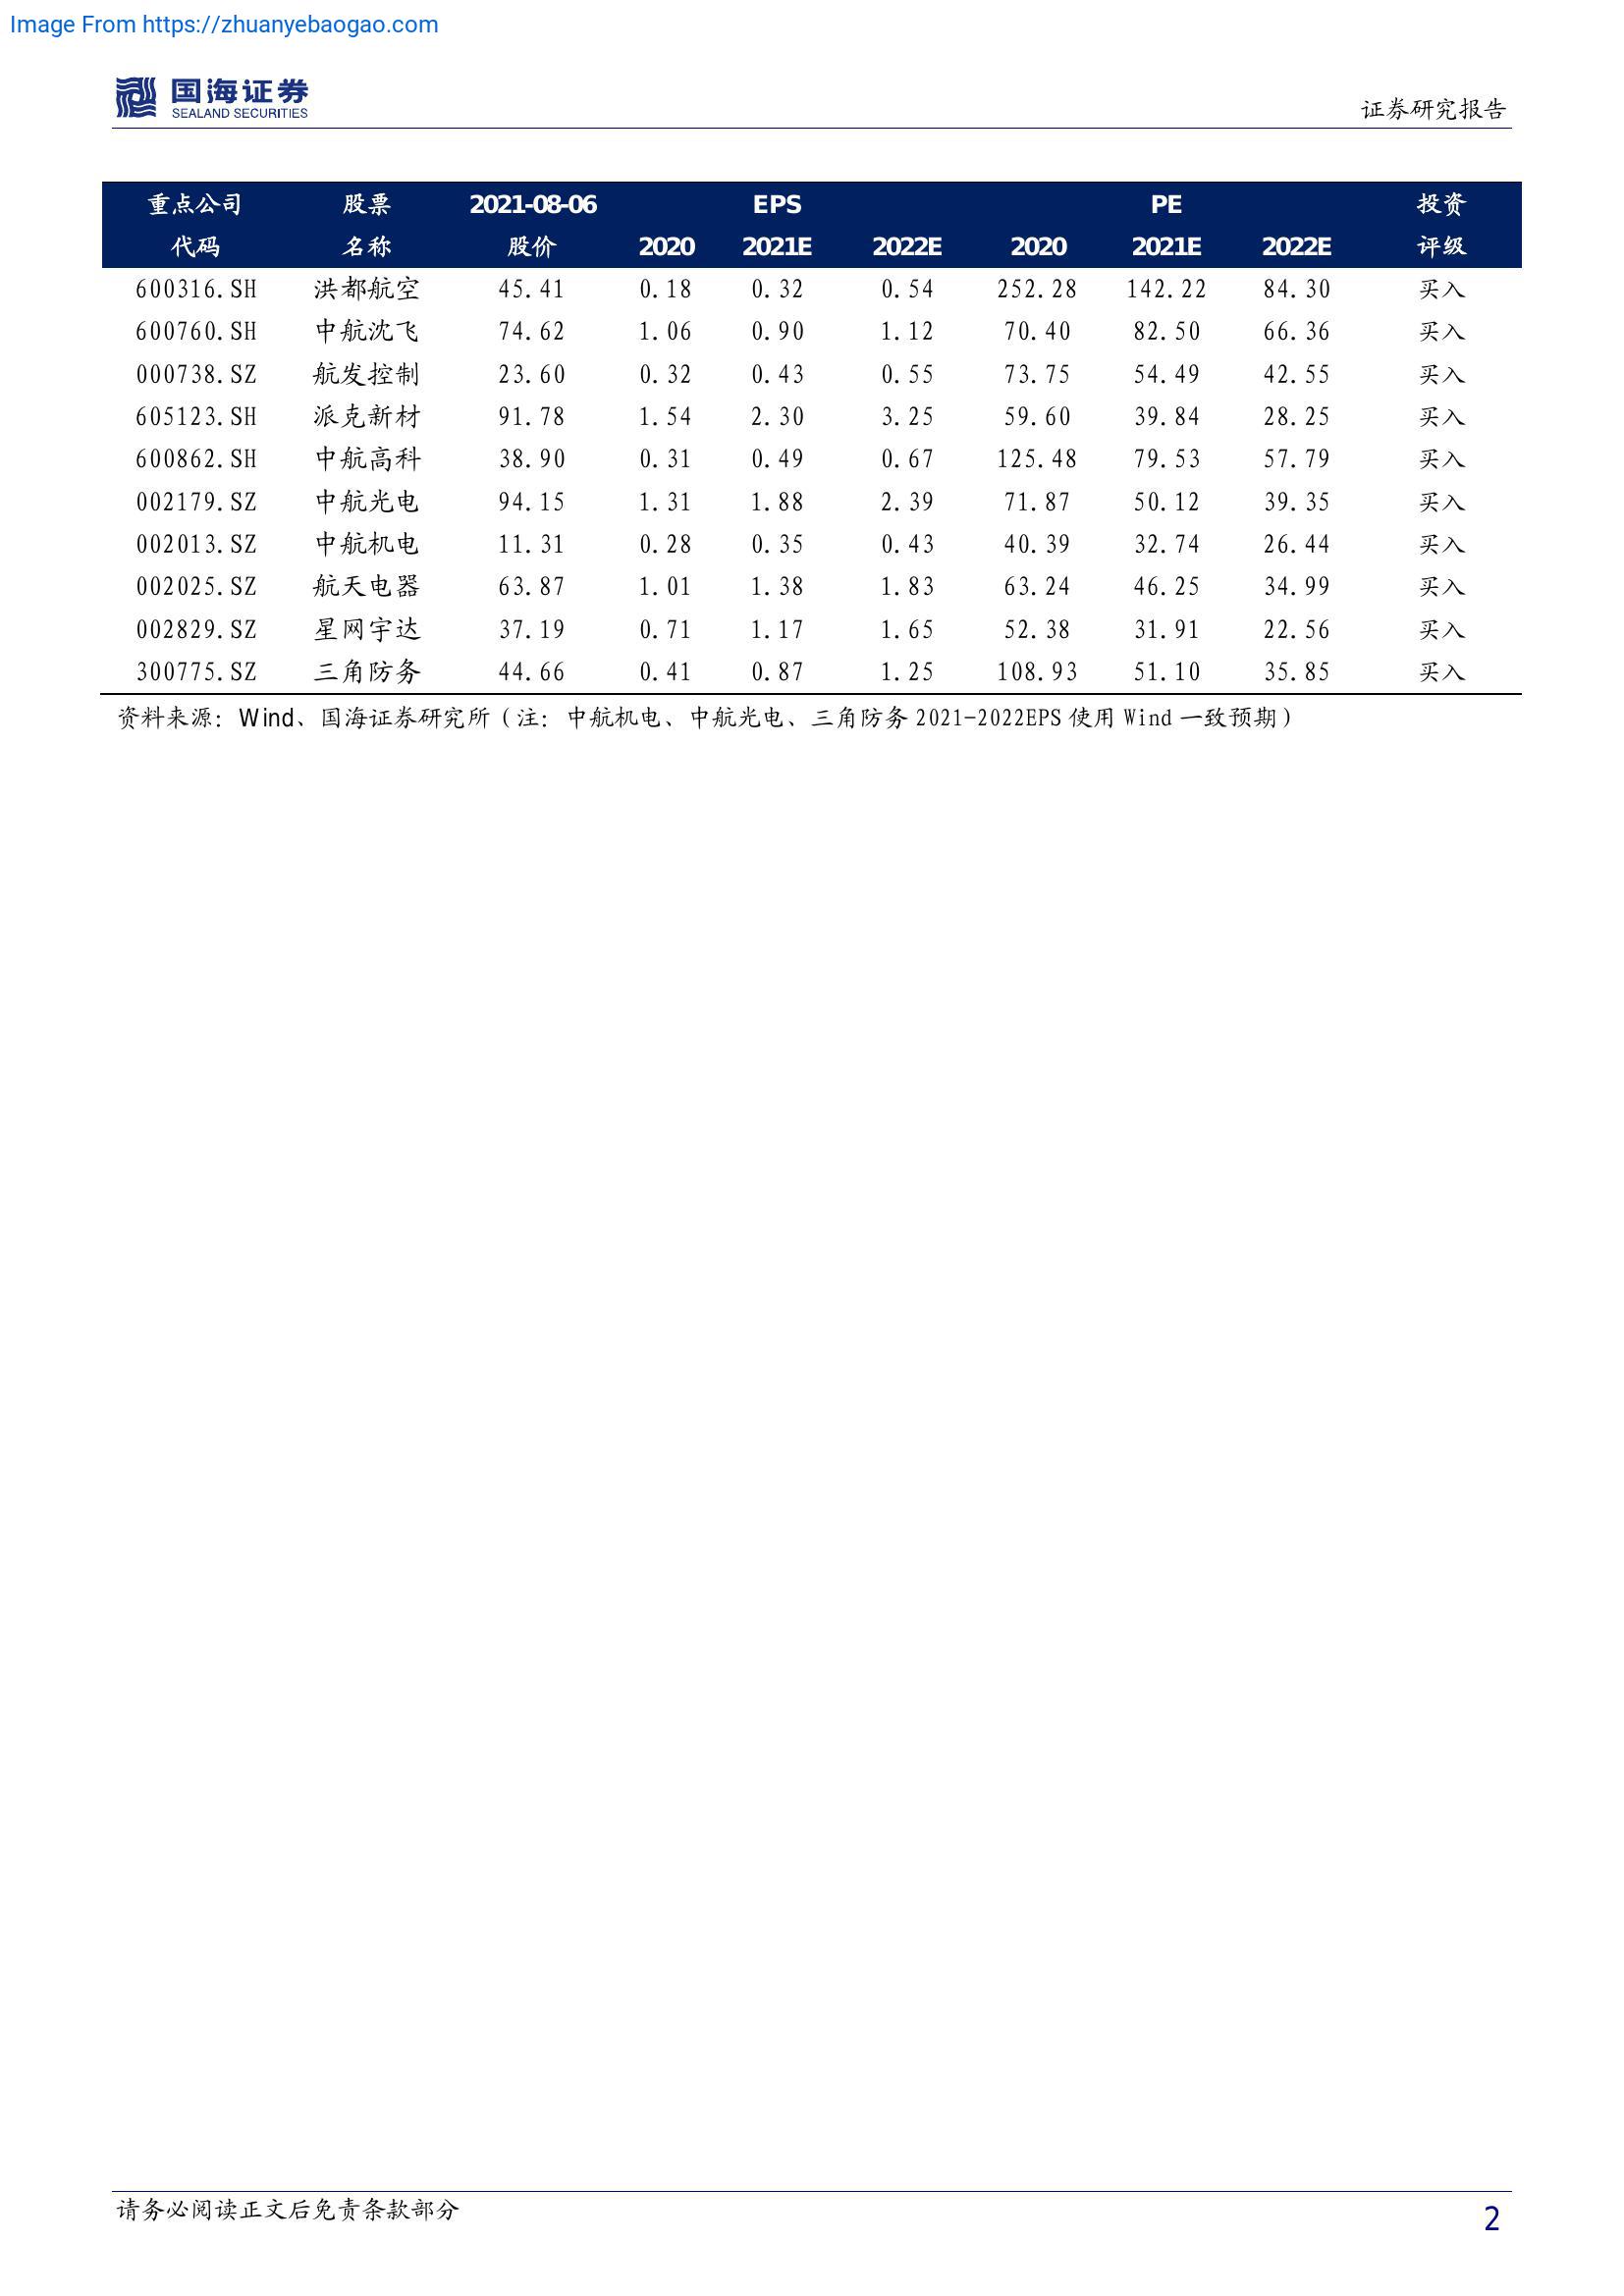 Image From https://zhuanyebaogao.com
国海证券
SEALAND SECURITIES
证券研究报告
重点公司 股票 2021-08-06 EPS PE 投资
代码 名称 股价 2020 2021E 2022E 2020 2021E 2022E 评级
600316.SH 洪都航空 45.41 0.18 0.32 0.54 252.28 142.22 84.30 买入
600760.SH 中航沈飞 74.62 1.06 0.90 1.12 70.40 82.50 66.36 买入
000738.SZ 航发控制 23.60 0.32 0.43 0.55 73.75 54.49 42.55 买入
605123.SH 派克新材 91.78 1.54 2.30 3.25 59.60 39.84 28.25 买入
600862.SH 中航高科 38.90 0.31 0.49 0.67 125.48 79.53 57.79 买入
002179.SZ 中航光电 94.15 1.31 1.88 2.39 71.87 50.12 39.35 买入
002013.SZ 中航机电 11.31 0.28 0.35 0.43 40.39 32.74 26.44 买入
002025.SZ 航天电器 63.87 1.01 1.38 1.83 63.24 46.25 34.99 买入
002829.SZ 星网宇达 37.19 0.71 1.17 1.65 52.38 31.91 22.56 买入
300775.SZ 三角防务 44.66 0.41 0.87 1.25 108.93 51.10 35.85 买入
资料来源：Wind、国海证券研究所（注：中航机电、中航光电、三角防务 2021-2022EPS 使用 Wind 一致预期）
请务必阅读正文后免责条款部分
2